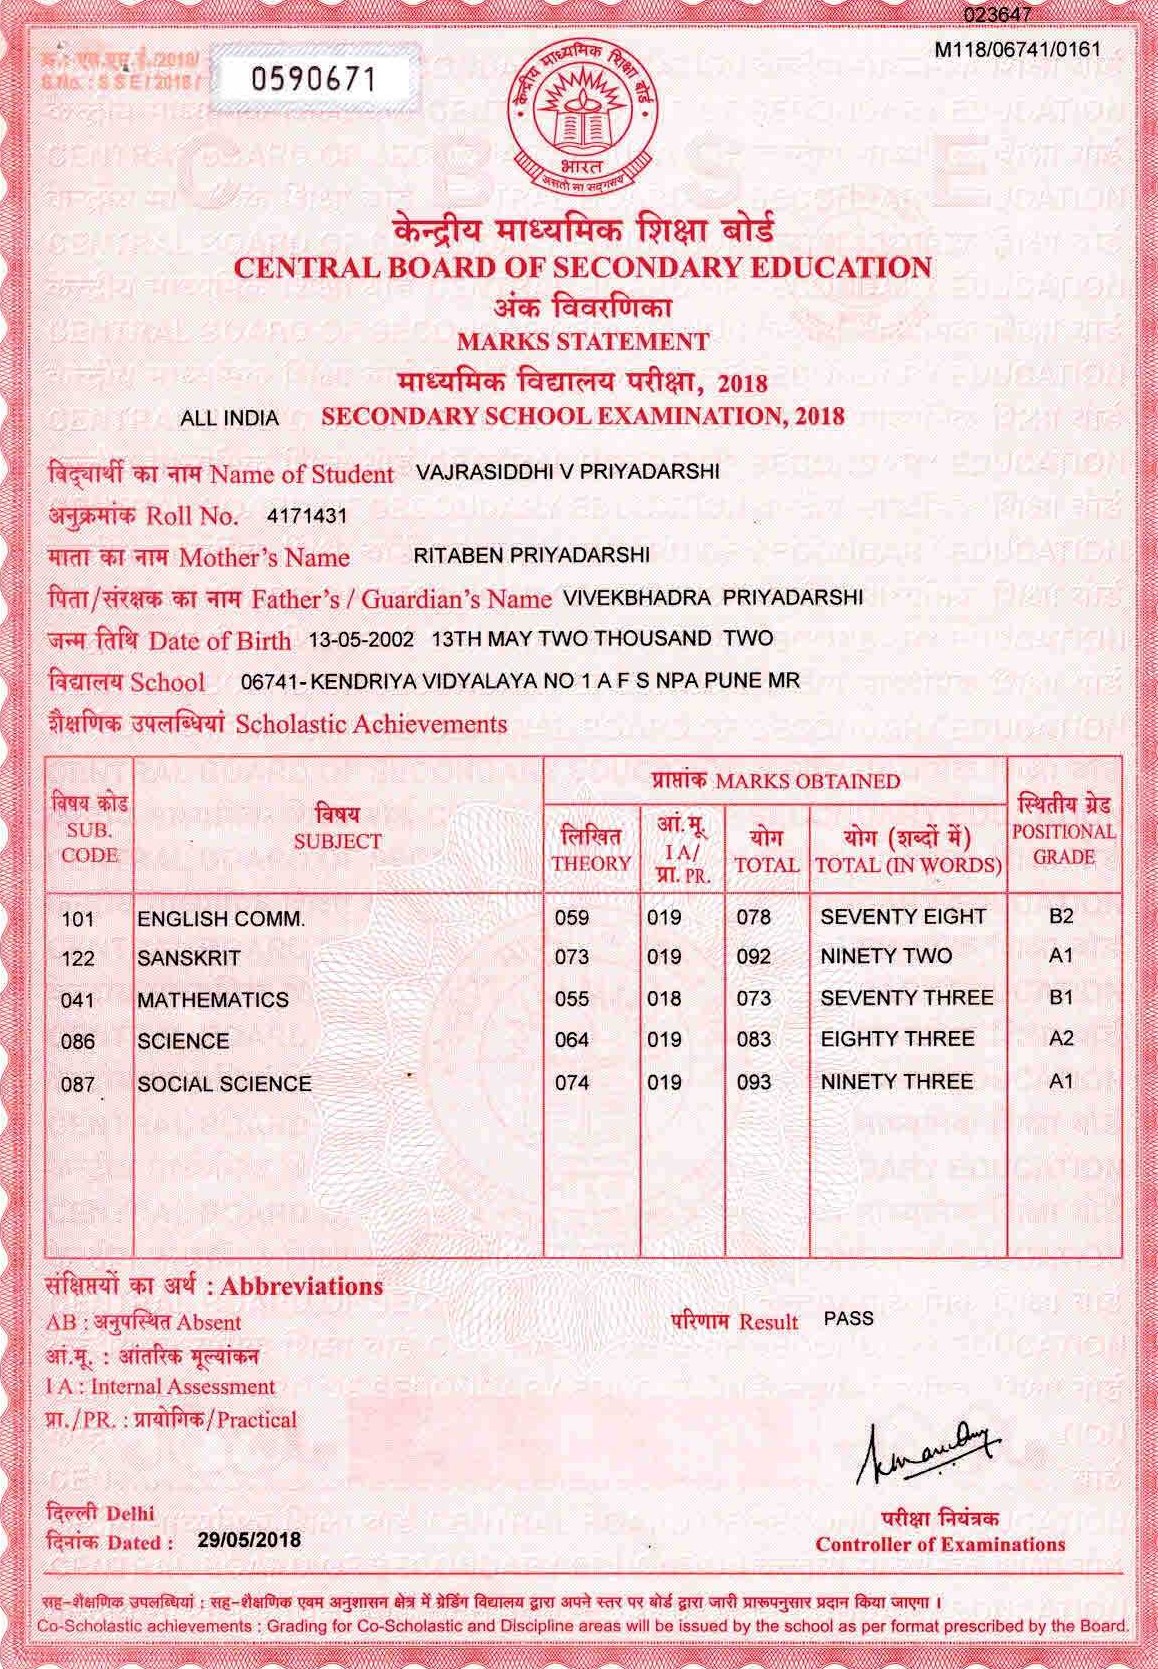 023647
M118/06741/0161
क्र.: एस.एस.ई./2018/
S.No.: SSE/2018/
0590671
केन्द्रीय माध्यमिक शिक्षा बोर्ड
भारत
असतो मा सद्गमय
केन्द्रीय माध्यमिक शिक्षा बोर्ड
CENTRAL BOARD OF SECONDARY EDUCATION
अंक विवरणिका
MARKS STATEMENT
माध्यमिक विद्यालय परीक्षा, 2018
ALL INDIA SECONDARY SCHOOL EXAMINATION, 2018
विद्यार्थी का नाम Name of Student VAJRASIDDHI V PRIYADARSHI
अनुक्रमांक Roll No. 4171431
माता का नाम Mother's Name RITABEN PRIYADARSHI
पिता/संरक्षक का नाम Father's / Guardian's Name VIVEKBHADRA PRIYADARSHI
जन्म तिथि Date of Birth 13-05-2002 13TH MAY TWO THOUSAND TWO
विद्यालय School 06741- KENDRIYA VIDYALAYA NO 1 A F S NPA PUNE MR
शैक्षणिक उपलब्धियां Scholastic Achievements
विषय कोड SUB. CODE
विषय SUBJECT
प्राप्तांक MARKS OBTAINED
लिखित THEORY
आं.मू. I A/ प्रा. PR.
योग TOTAL
योग (शब्दों में) TOTAL (IN WORDS)
स्थितीय ग्रेड POSITIONAL GRADE
101 ENGLISH COMM. 059 019 078 SEVENTY EIGHT B2
122 SANSKRIT 073 019 092 NINETY TWO A1
041 MATHEMATICS 055 018 073 SEVENTY THREE B1
086 SCIENCE 064 019 083 EIGHTY THREE A2
087 SOCIAL SCIENCE 074 019 093 NINETY THREE A1
संक्षिप्तियों का अर्थ : Abbreviations
AB : अनुपस्थित Absent
परिणाम Result PASS
आं.मू. : आंतरिक मूल्यांकन
I A : Internal Assessment
प्रा./PR. : प्रायोगिक/Practical
दिल्ली Delhi
दिनांक Dated : 29/05/2018
परीक्षा नियंत्रक
Controller of Examinations
सह-शैक्षणिक उपलब्धियां : सह-शैक्षणिक एवम अनुशासन क्षेत्र में ग्रेडिंग विद्यालय द्वारा अपने स्तर पर बोर्ड द्वारा जारी प्रारूपनुसार प्रदान किया जाएगा ।
Co-Scholastic achievements : Grading for Co-Scholastic and Discipline areas will be issued by the school as per format prescribed by the Board.